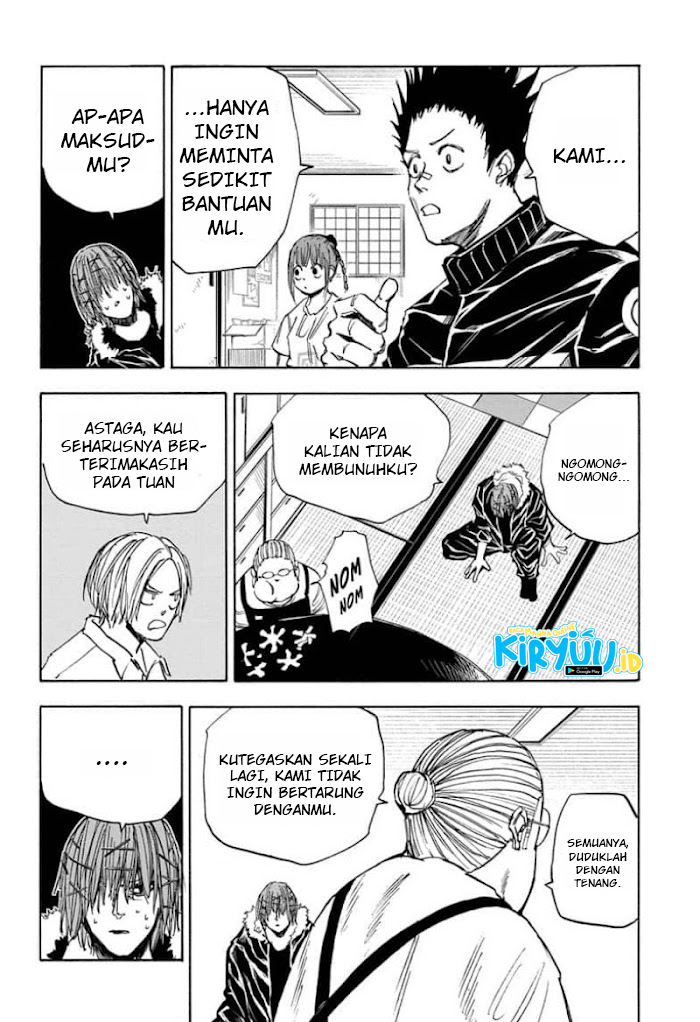 KAMI...
...HANYA
INGIN
MEMINTA
SEDIKIT
BANTUAN
MU.
AP-APA
MAKSUD-
MU?
NGOMONG-
NGOMONG...
KENAPA
KALIAN TIDAK
MEMBUNUHKU?
NOM
NOM
ASTAGA, KAU
SEHARUSNYA BER-
TERIMAKASIH
PADA TUAN
KIRYUU.ID
Google Play
SEMUANYA,
DUDUKLAH
DENGAN
TENANG.
KUTEGASKAN SEKALI
LAGI, KAMI TIDAK
INGIN BERTARUNG
DENGANMU.
....